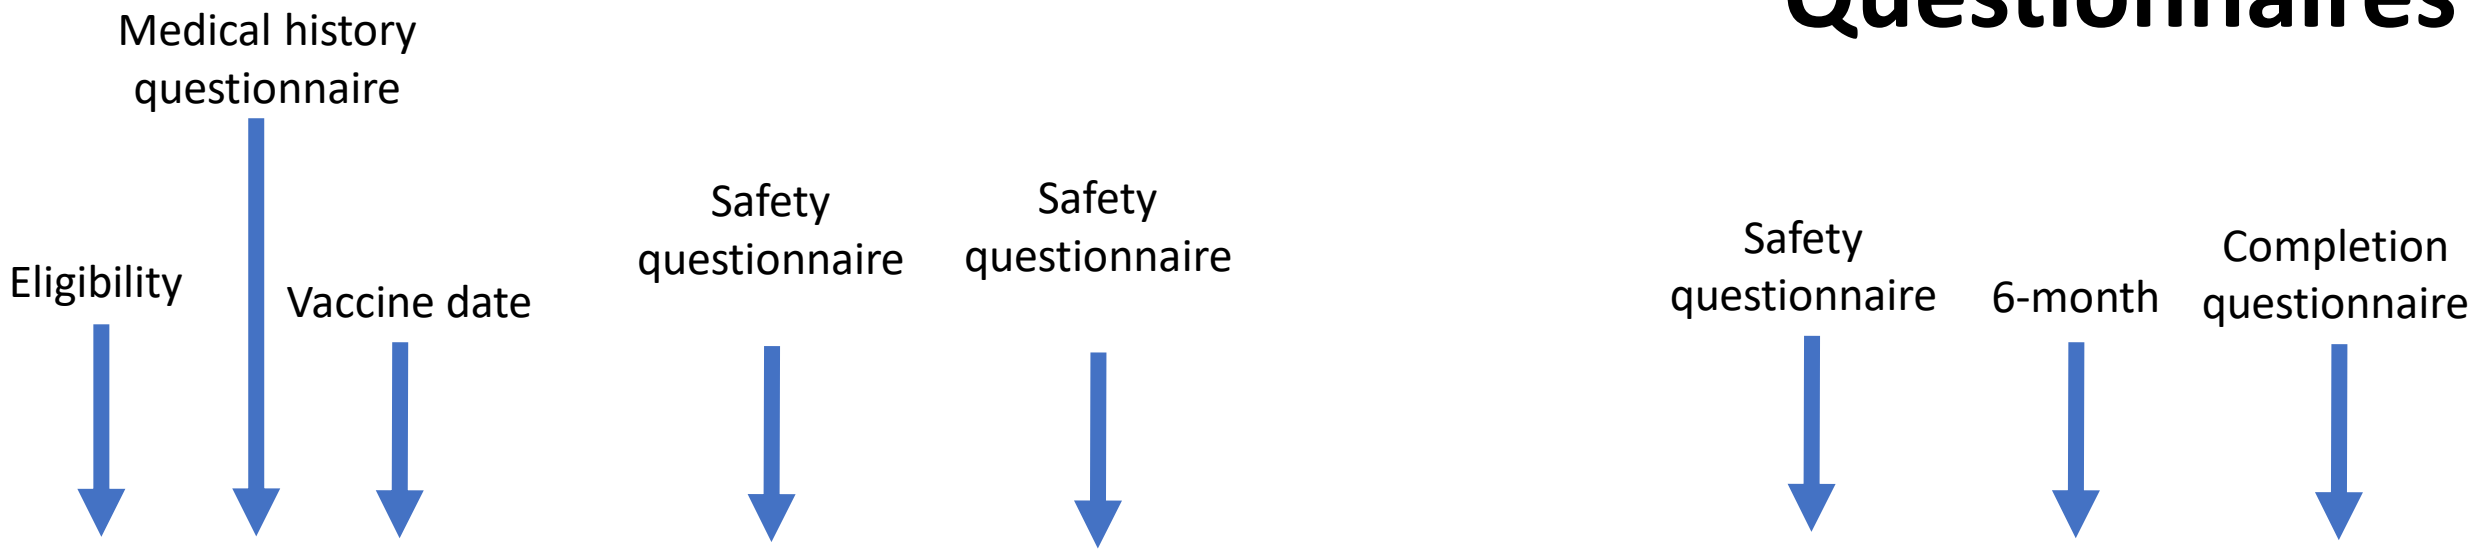 Questionnaires
Medical history
questionnaire
Eligibility
Vaccine date
Safety
questionnaire
Safety
questionnaire
Safety
questionnaire
6-month
Completion
questionnaire